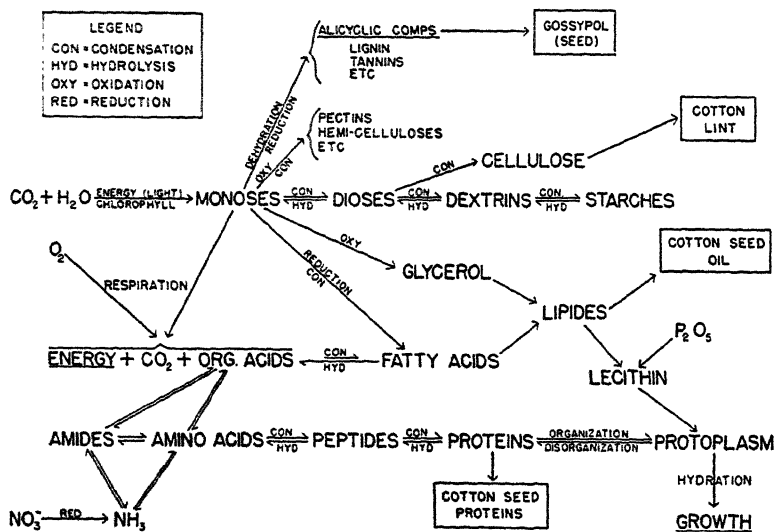 LEGEND
CON = CONDENSATION
HYD = HYDROLYSIS
OXY = OXIDATION
RED = REDUCTION
ALICYCLIC COMPS
LIGNIN
TANNINS
ETC
GOSSYPOL
(SEED)
DEHYDRATION
REDUCTION
OXY
CON
PECTINS
HEMI-CELLULOSES
ETC
COTTON
LINT
CON
CELLULOSE
CO₂ + H₂O ENERGY (LIGHT) MONOSES CON DIOSES CON DEXTRINS CON. STARCHES
CHLOROPHYLL HYD HYD HYD
O₂
RESPIRATION
OXY
REDUCTION
CON
GLYCEROL
COTTON SEED
OIL
LIPIDES
P₂O₅
ENERGY + CO₂ + ORG. ACIDS CON FATTY ACIDS
HYD
LECITHIN
AMIDES AMINO ACIDS CON PEPTIDES CON PROTEINS ORGANIZATION PROTOPLASM
HYD HYD DISORGANIZATION
HYDRATION
COTTON SEED
PROTEINS
NO₃⁻ RED NH₃
GROWTH